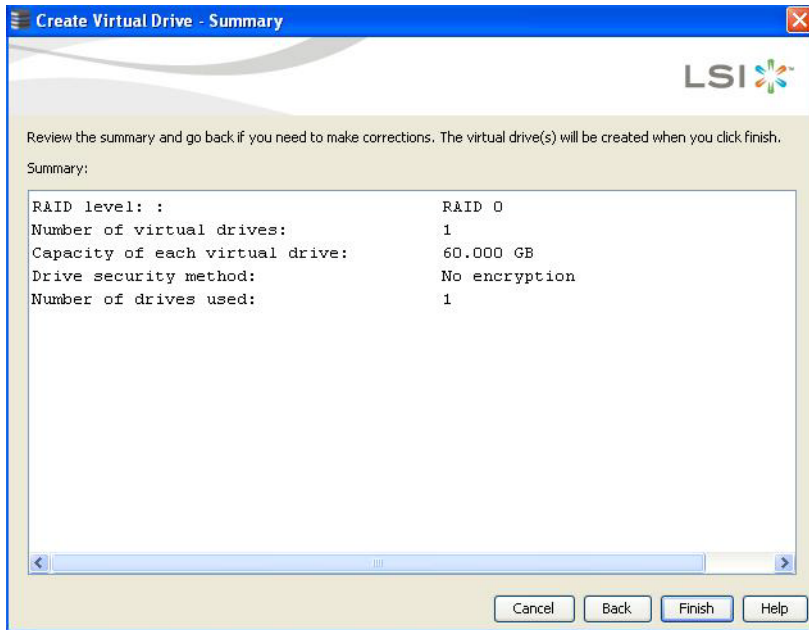 Create Virtual Drive - Summary
LSI
Review the summary and go back if you need to make corrections. The virtual drive(s) will be created when you click finish.
Summary:
RAID level: : RAID 0
Number of virtual drives: 1
Capacity of each virtual drive: 60.000 GB
Drive security method: No encryption
Number of drives used: 1
Cancel Back Finish Help